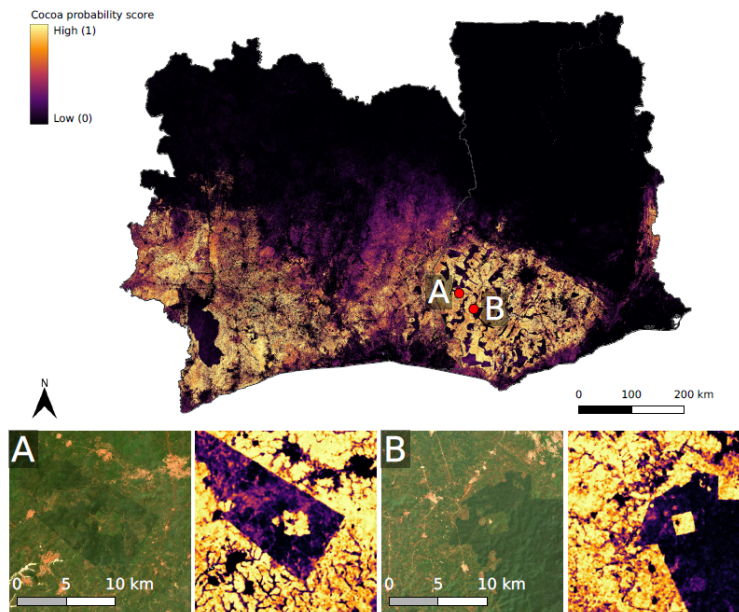 Cocoa probability score
High (1)
Low (0)
A
B
N
0 100 200 km
A
B
0 5 10 km
0 5 10 km